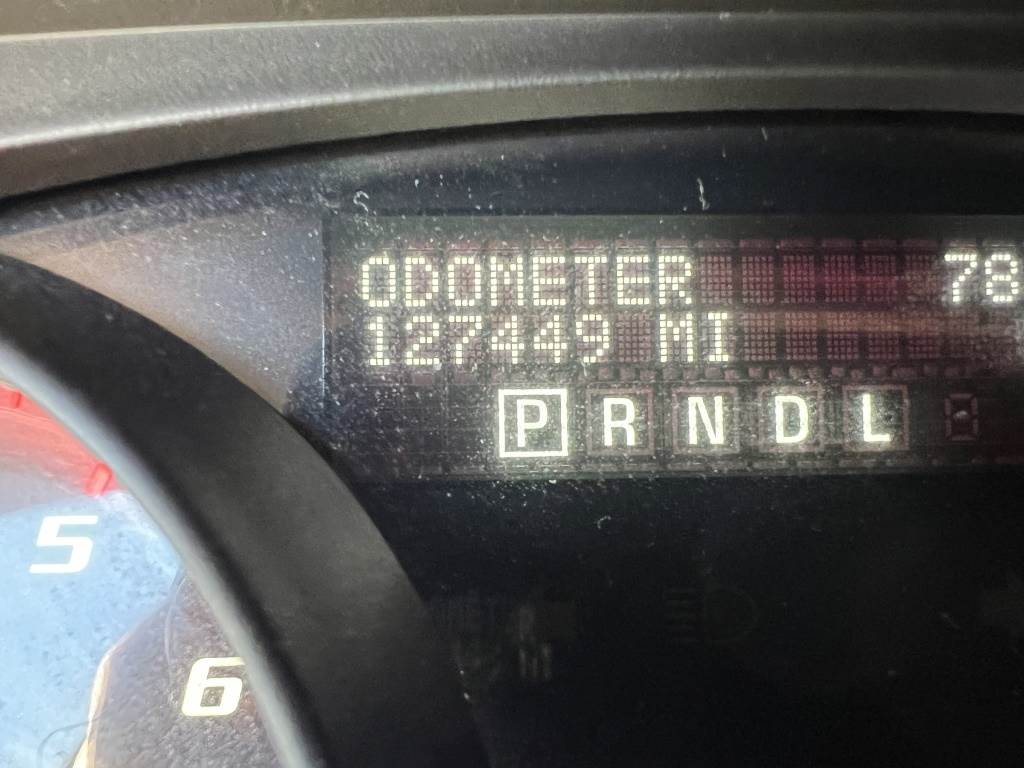 ODOMETER 78
127449 MI
P R N D L
5
6